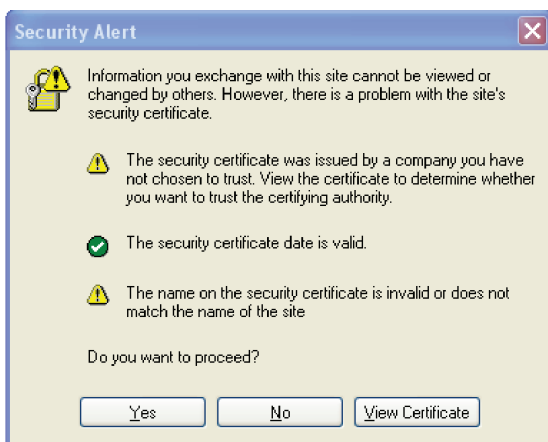 Security Alert
Information you exchange with this site cannot be viewed or
changed by others. However, there is a problem with the site's
security certificate.
The security certificate was issued by a company you have
not chosen to trust. View the certificate to determine whether
you want to trust the certifying authority.
The security certificate date is valid.
The name on the security certificate is invalid or does not
match the name of the site
Do you want to proceed?
Yes No View Certificate